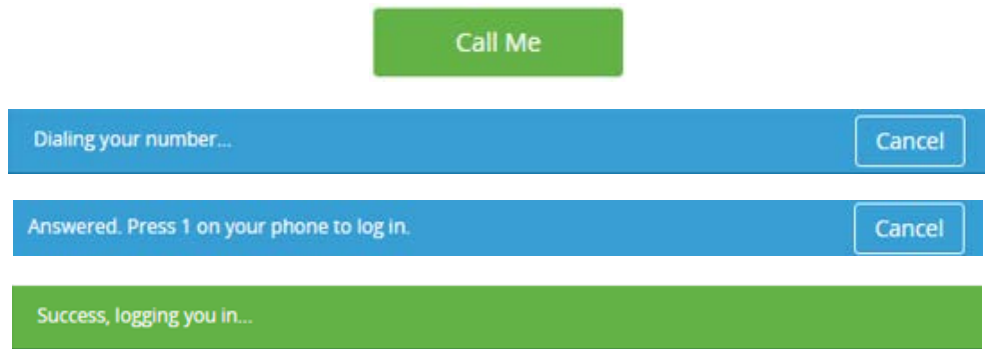 Call Me
Dialing your number... Cancel
Answered. Press 1 on your phone to log in. Cancel
Success, logging you in...